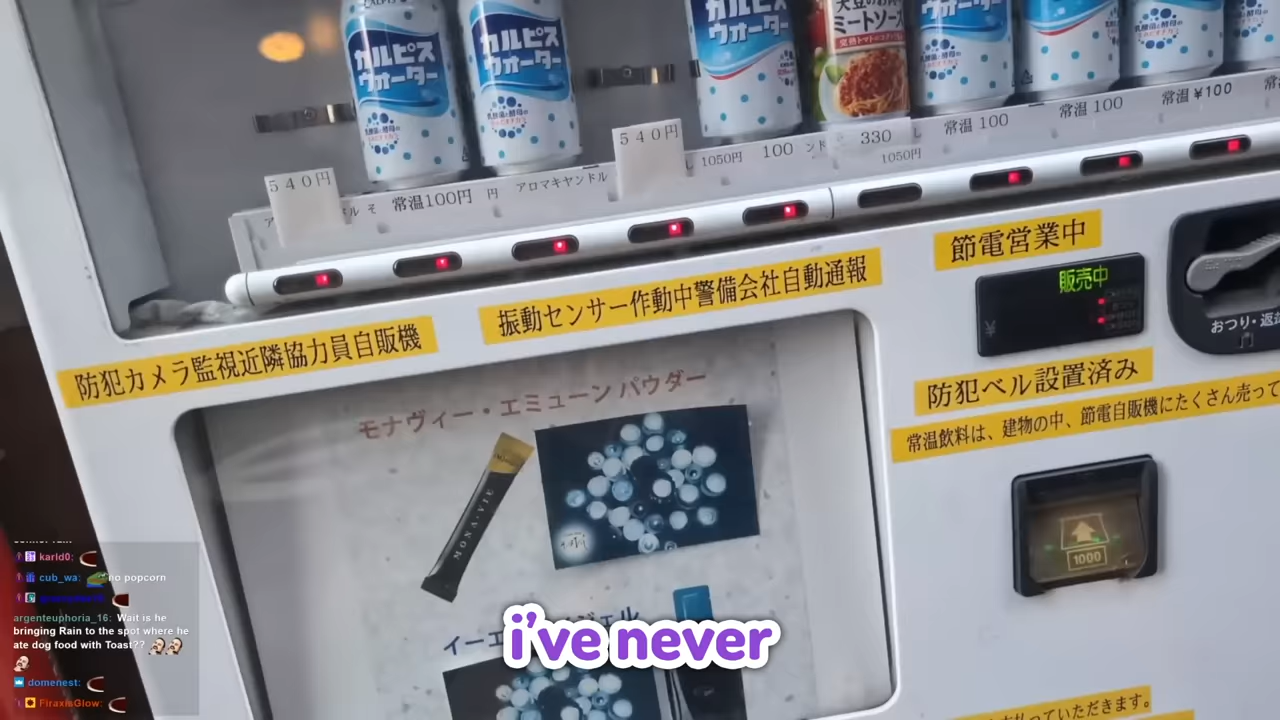 カルピス
ウォーター
カルピス
ウォーター
カルピス
ウォーター
ミートソース
ウォーター
540円
540円
常温100円
円
アロマキャンドル
1050円
100
330
1050円
常温 100
常温 100
常温 ¥100
節電営業中
販売中
¥
おつり・返
振動センサー作動中警備会社自動通報
防犯カメラ監視近隣協力員自販機
防犯ベル設置済み
常温飲料は、建物の中、節電自販機にたくさん売って
1000
モナヴィー・エミューン パウダー
MONA·VIE
karld0:
cub_wa: no popcorn
argenteuphoria_16: Wait is he
bringing Rain to the spot where he
ate dog food with Toast??
domenest:
FiraxisGlow:
i've never